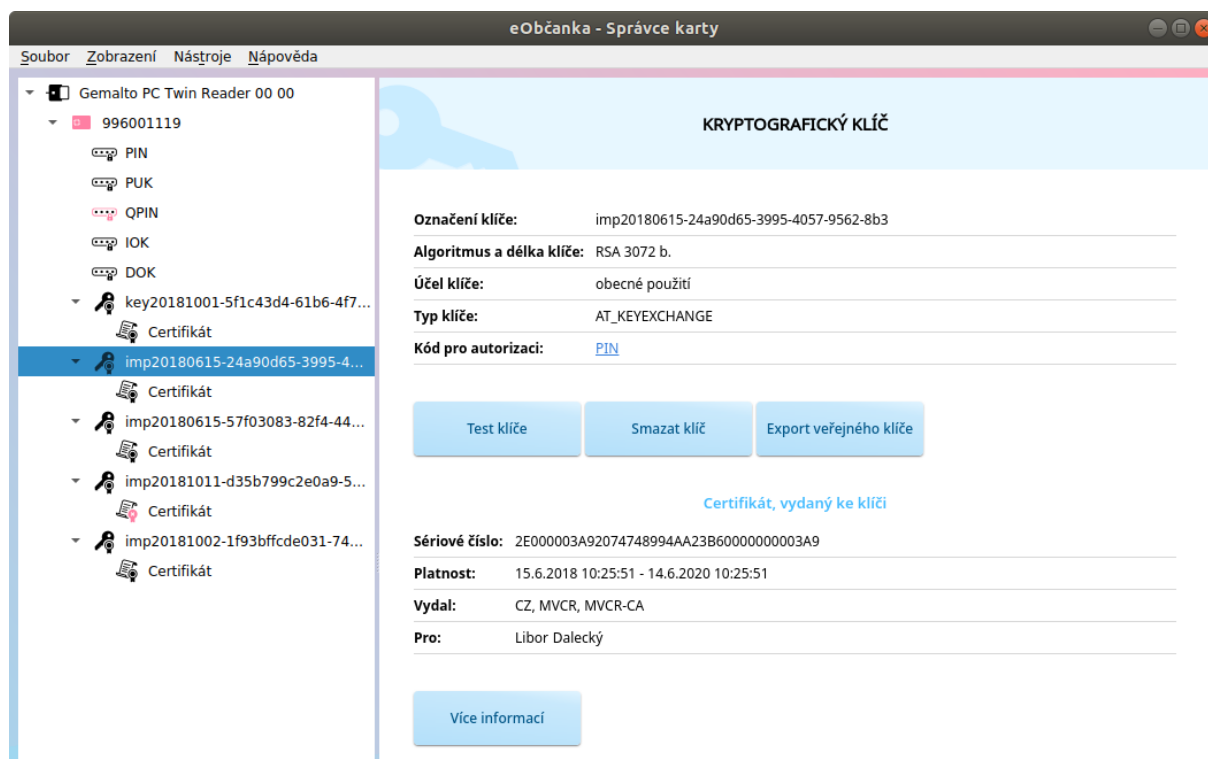 eObčanka - Správce karty
Soubor Zobrazení Nástroje Nápověda
Gemalto PC Twin Reader 00 00
996001119
PIN
PUK
QPIN
IOK
DOK
key20181001-5f1c43d4-61b6-4f7...
Certifikát
imp20180615-24a90d65-3995-4...
Certifikát
imp20180615-57f03083-82f4-44...
Certifikát
imp20181011-d35b799c2e0a9-5...
Certifikát
imp20181002-1f93bffcde031-74...
Certifikát
KRYPTOGRAFICKÝ KLÍČ
Označení klíče: imp20180615-24a90d65-3995-4057-9562-8b3
Algoritmus a délka klíče: RSA 3072 b.
Účel klíče: obecné použití
Typ klíče: AT_KEYEXCHANGE
Kód pro autorizaci: PIN
Test klíče Smazat klíč Export veřejného klíče
Certifikát, vydaný ke klíči
Sériové číslo: 2E000003A92074748994AA23B60000000003A9
Platnost: 15.6.2018 10:25:51 - 14.6.2020 10:25:51
Vydal: CZ, MVCR, MVCR-CA
Pro: Libor Dalecký
Více informací